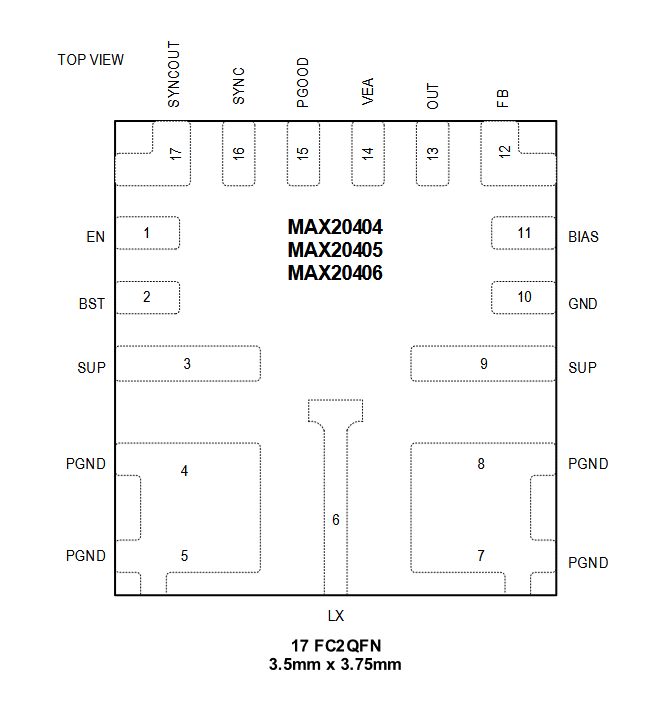 TOP VIEW
SYNCOUT
SYNC
PGOOD
VEA
OUT
FB
17
16
15
14
13
12
EN
1
MAX20404
11
BIAS
MAX20405
MAX20406
BST
2
10
GND
SUP
3
9
SUP
PGND
4
8
PGND
6
PGND
5
7
PGND
LX
17 FC2QFN
3.5mm x 3.75mm